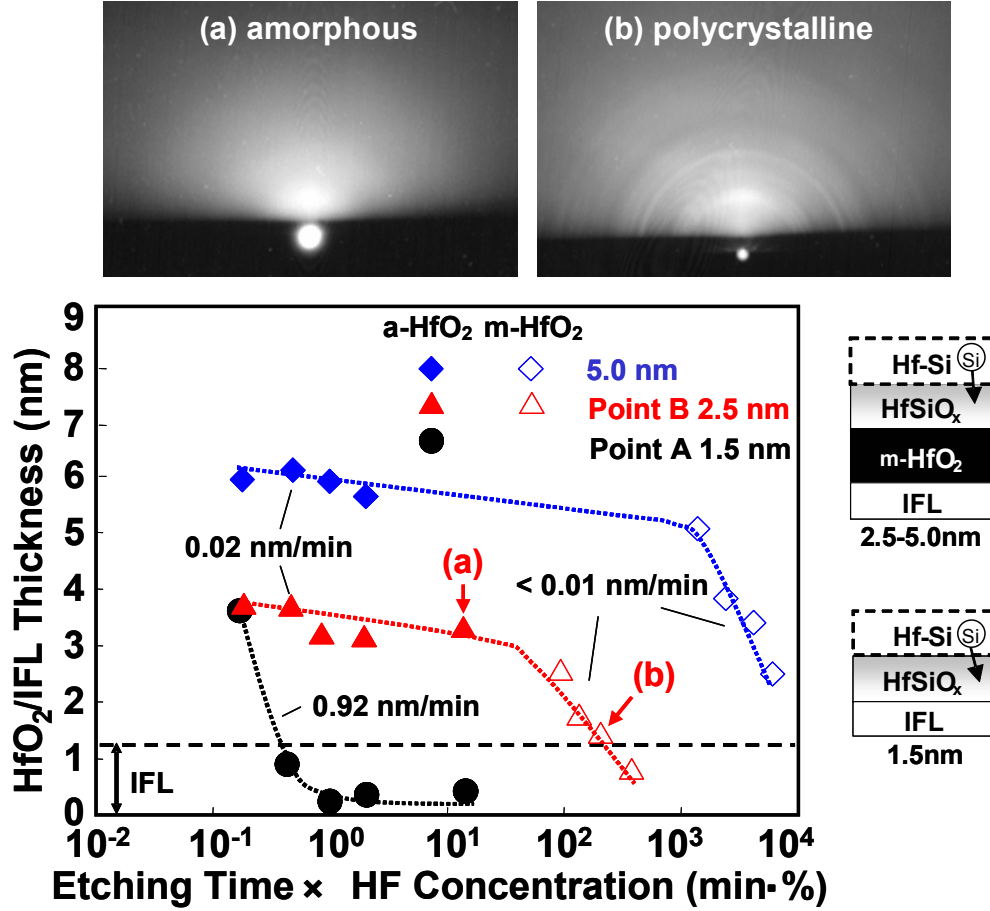 (a) amorphous
(b) polycrystalline
HfO₂/IFL Thickness (nm)
9
8
7
6
5
4
3
2
1
0
a-HfO₂ m-HfO₂
5.0 nm
Point B 2.5 nm
Point A 1.5 nm
0.02 nm/min
(a)
< 0.01 nm/min
(b)
0.92 nm/min
IFL
10⁻² 10⁻¹ 10⁰ 10¹ 10² 10³ 10⁴
Etching Time × HF Concentration (min·%)
Hf-Si Si
HfSiOₓ
m-HfO₂
IFL
2.5-5.0nm
Hf-Si Si
HfSiOₓ
IFL
1.5nm